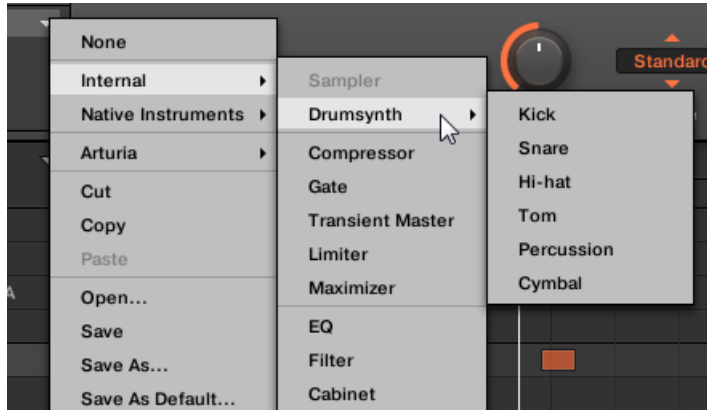 None
Internal
Native Instruments
Arturia
Cut
Copy
Paste
Open...
Save
Save As...
Save As Default...
Sampler
Drumsynth
Compressor
Gate
Transient Master
Limiter
Maximizer
EQ
Filter
Cabinet
Kick
Snare
Hi-hat
Tom
Percussion
Cymbal
Standard
A